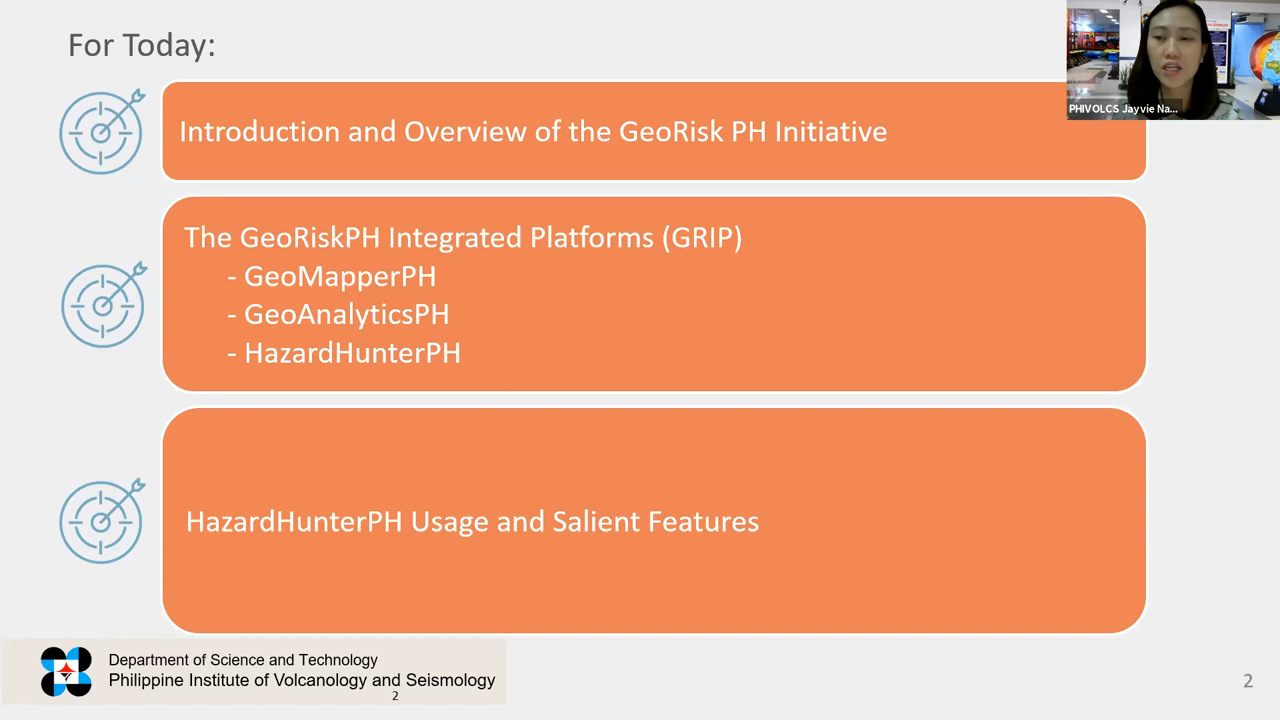 For Today:
Introduction and Overview of the GeoRisk PH Initiative
PHIVOLCS Jayvie Na...
The GeoRiskPH Integrated Platforms (GRIP)
- GeoMapperPH
- GeoAnalyticsPH
- HazardHunterPH
HazardHunterPH Usage and Salient Features
Department of Science and Technology
Philippine Institute of Volcanology and Seismology
2
2